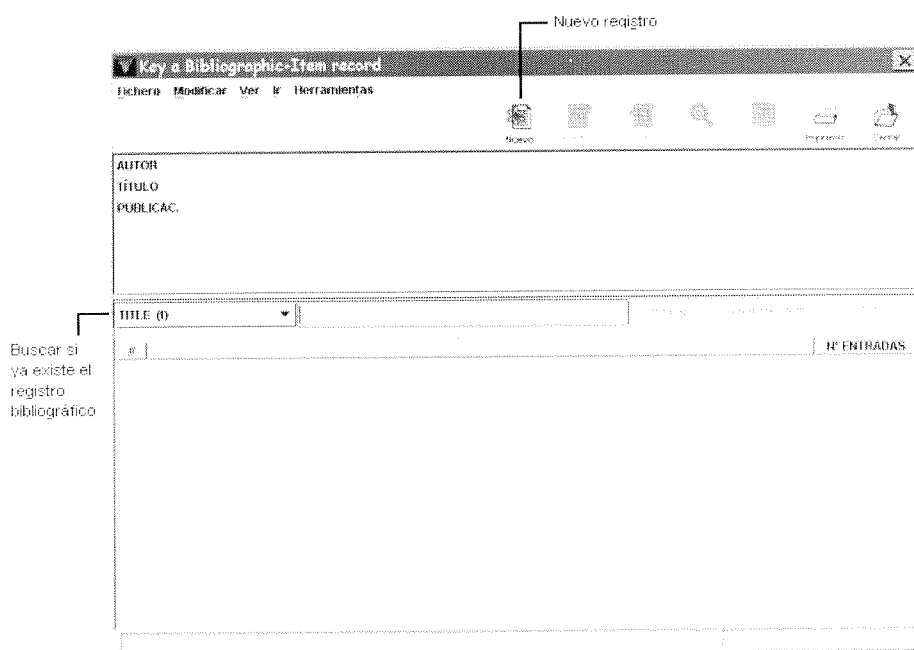 Nuevo registro
Key a Bibliographic-Item record
Fichero Modificar Ver Ir Herramientas
Nuevo Imprimir Cerrar
AUTOR
TÍTULO
PUBLICAC.
TITLE (t)
Buscar si
ya existe el
registro
bibliográfico
# Nº ENTRADAS